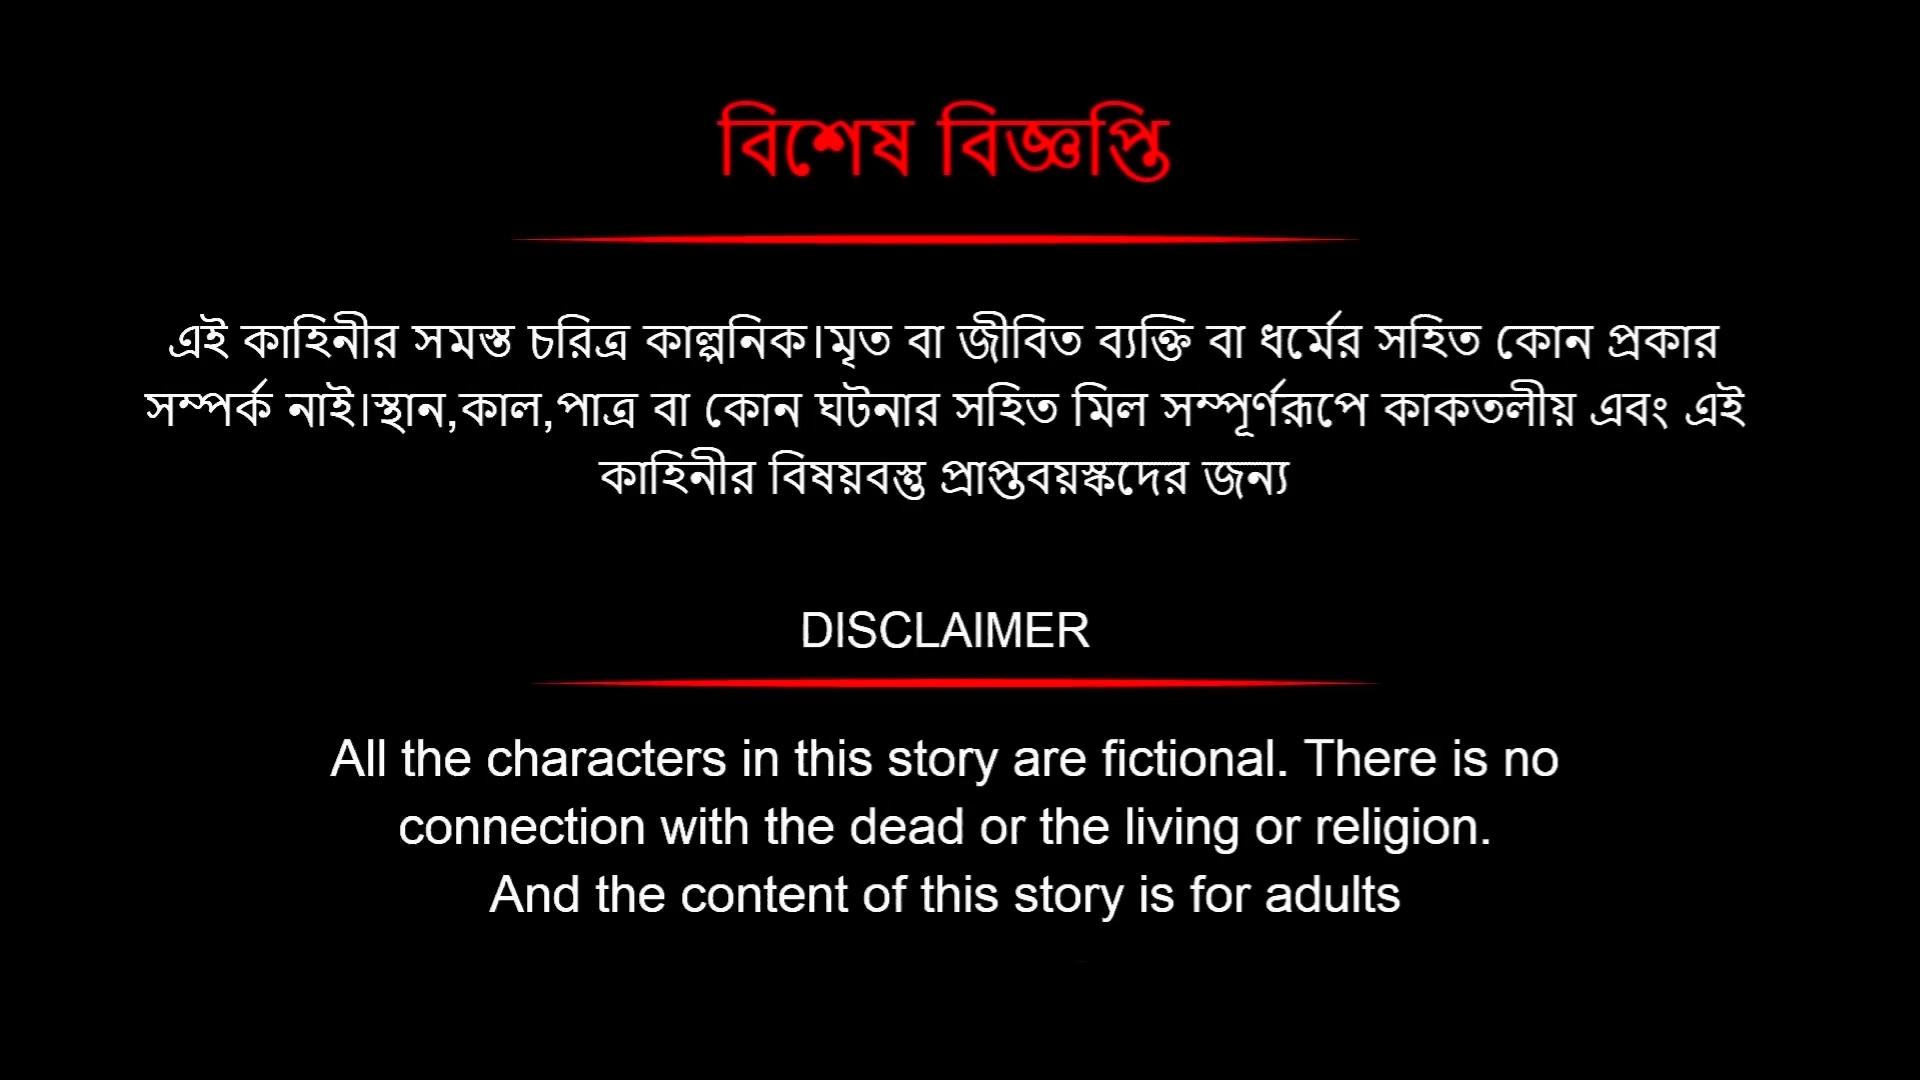 বিশেষ বিজ্ঞপ্তি
এই কাহিনীর সমস্ত চরিত্র কাল্পনিক।মৃত বা জীবিত ব্যক্তি বা ধর্মের সহিত কোন প্রকার
সম্পর্ক নাই।স্থান,কাল,পাত্র বা কোন ঘটনার সহিত মিল সম্পূর্ণরূপে কাকতলীয় এবং এই
কাহিনীর বিষয়বস্তু প্রাপ্তবয়স্কদের জন্য
DISCLAIMER
All the characters in this story are fictional. There is no
connection with the dead or the living or religion.
And the content of this story is for adults